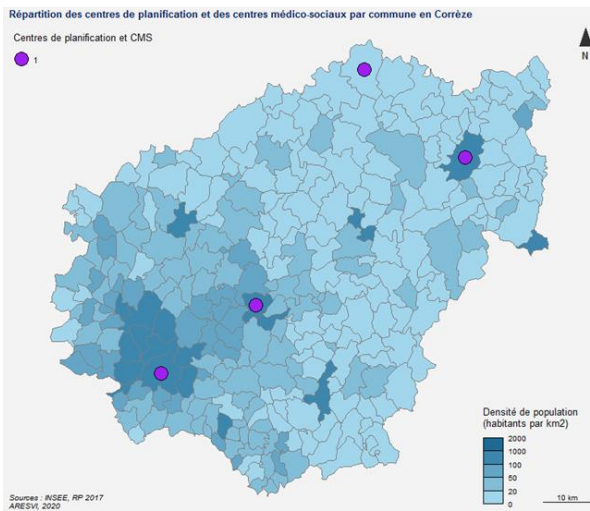 Répartition des centres de planification et des centres médico-sociaux par commune en Corrèze
Centres de planification et CMS
1
N
Densité de population
(habitants par km2)
2000
1000
100
50
20
0
10 km
Sources : INSEE, RP 2017
ARESVI, 2020